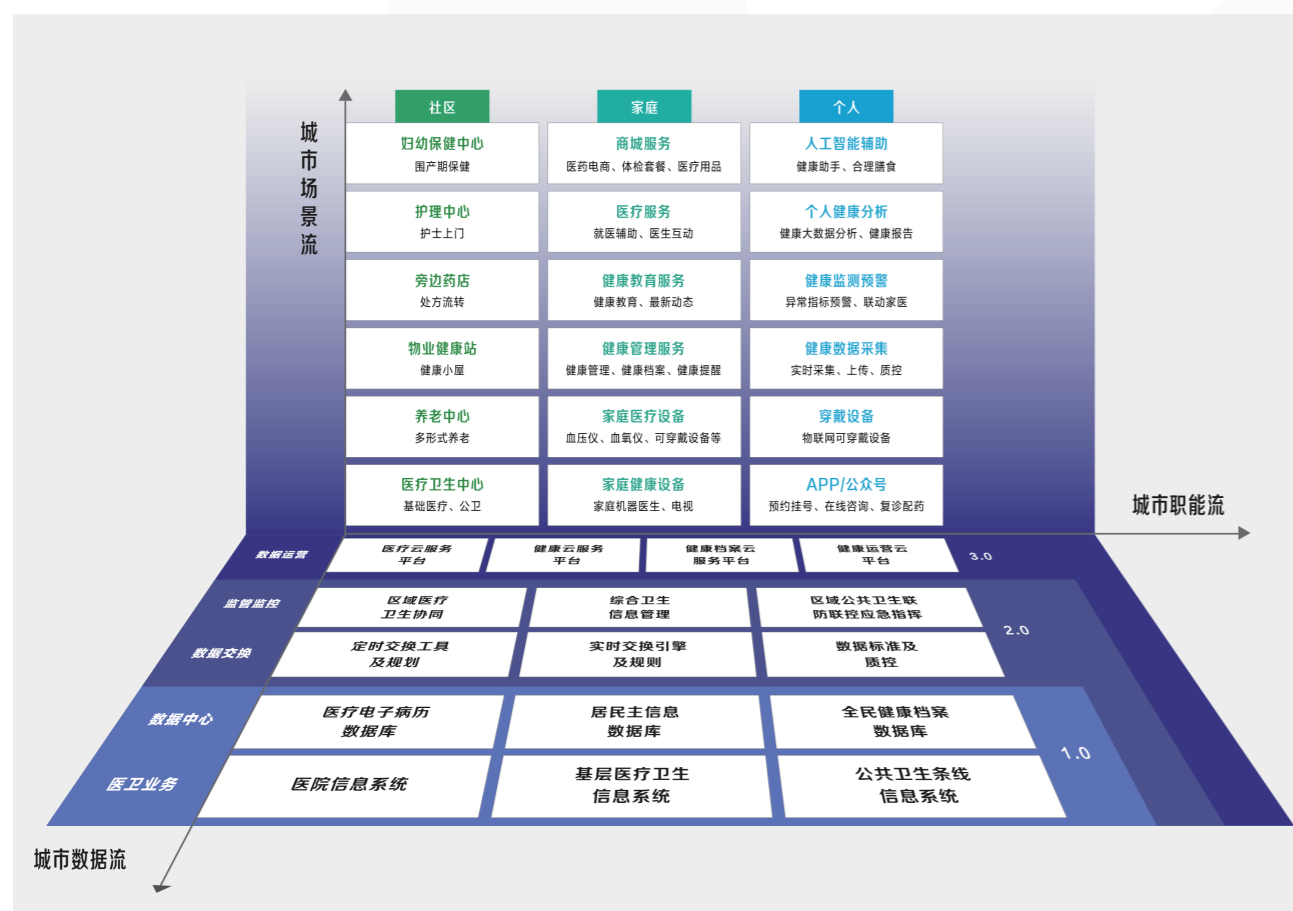 城市场景流
社区
家庭
个人
妇幼保健中心
围产期保健
商城服务
医药电商、体检套餐、医疗用品
人工智能辅助
健康助手、合理膳食
护理中心
护士上门
医疗服务
就医辅助、医生互动
个人健康分析
健康大数据分析、健康报告
旁边药店
处方流转
健康教育服务
健康教育、最新动态
健康监测预警
异常指标预警、联动家医
物业健康站
健康小屋
健康管理服务
健康管理、健康档案、健康提醒
健康数据采集
实时采集、上传、质控
养老中心
多形式养老
家庭医疗设备
血压仪、血氧仪、可穿戴设备等
穿戴设备
物联网可穿戴设备
医疗卫生中心
基础医疗、公卫
家庭健康设备
家庭机器医生、电视
APP/公众号
预约挂号、在线咨询、复诊配药
城市职能流
数据运营
医疗云服务
平台
健康云服务
平台
健康档案云
服务平台
健康运营云
平台
3.0
监管监控
区域医疗
卫生协同
综合卫生
信息管理
区域公共卫生联
防联控应急指挥
2.0
数据交换
定时交换工具
及规划
实时交换引擎
及规则
数据标准及
质控
数据中心
医疗电子病历
数据库
居民主信息
数据库
全民健康档案
数据库
1.0
医卫业务
医院信息系统
基层医疗卫生
信息系统
公共卫生条线
信息系统
城市数据流